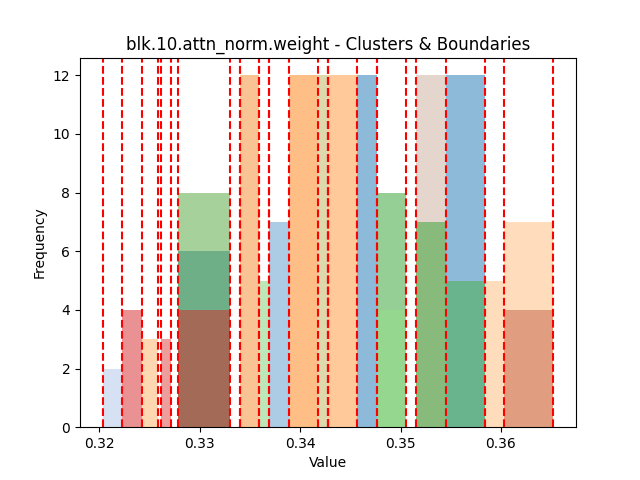 blk.10.attn_norm.weight - Clusters & Boundaries
12
10
8
6
4
2
0
Frequency
0.32 0.33 0.34 0.35 0.36
Value